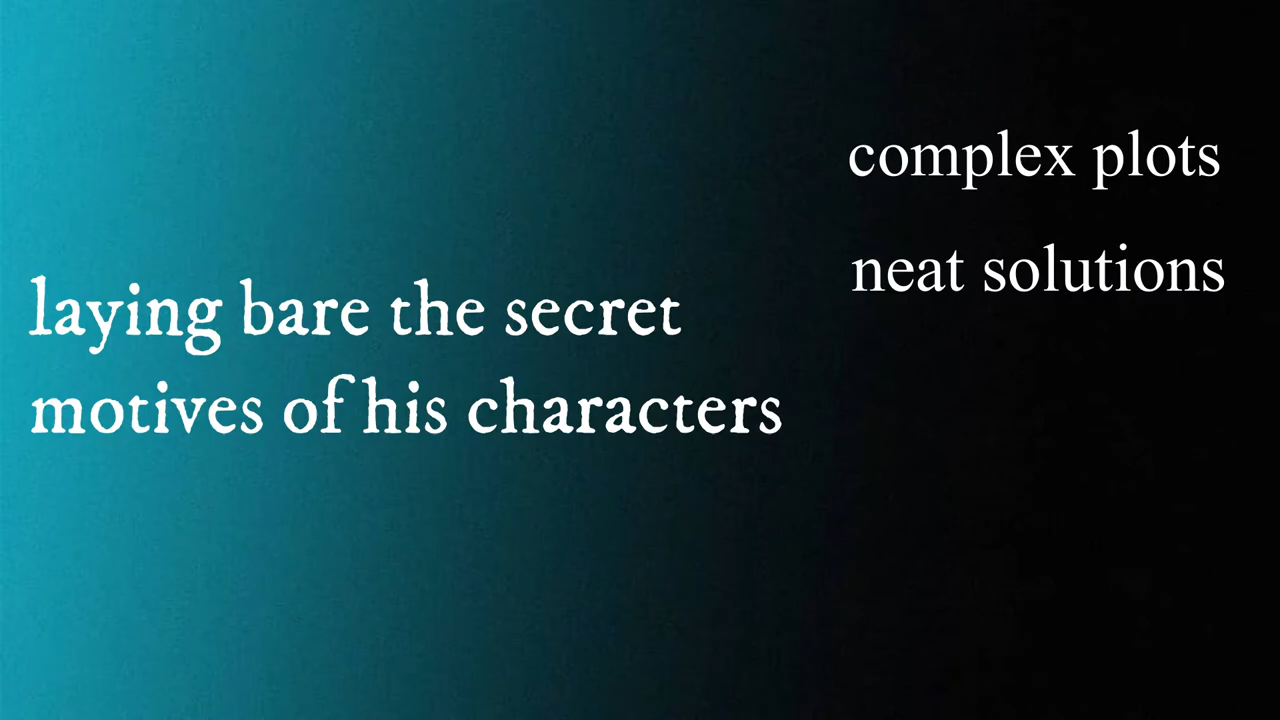 laying bare the secret
motives of his characters
complex plots
neat solutions